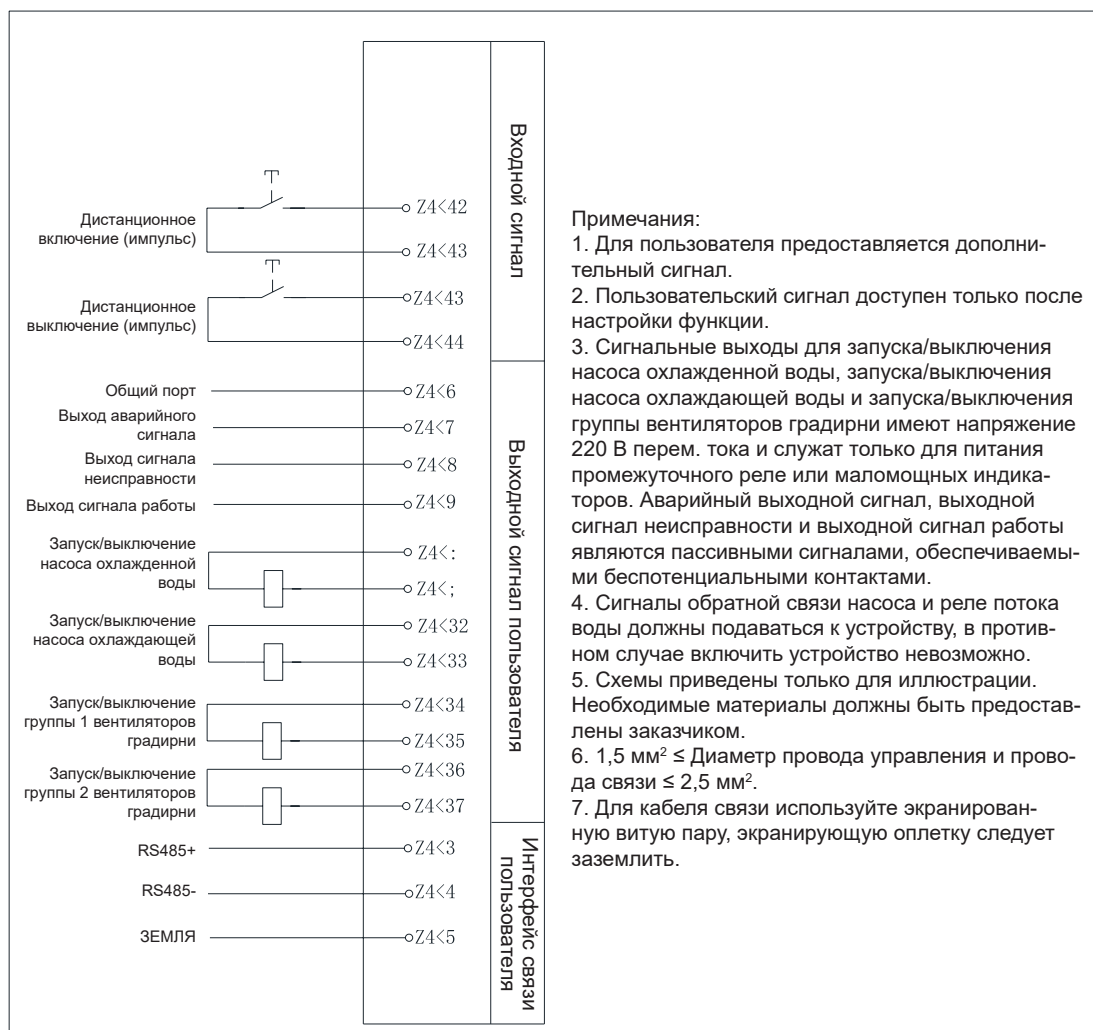 Входной сигнал
Дистанционное
включение (импульс)
Z4<42
Z4<43
Дистанционное
выключение (импульс)
Z4<43
Z4<44
Выходной сигнал пользователя
Общий порт
Z4<6
Выход аварийного
сигнала
Z4<7
Выход сигнала
неисправности
Z4<8
Выход сигнала работы
Z4<9
Запуск/выключение
насоса охлажденной
воды
Z4<:
Z4<;
Запуск/выключение
насоса охлаждающей
воды
Z4<32
Z4<33
Запуск/выключение
группы 1 вентиляторов
градирни
Z4<34
Z4<35
Запуск/выключение
группы 2 вентиляторов
градирни
Z4<36
Z4<37
Интерфейс связи
пользователя
RS485+
Z4<3
RS485-
Z4<4
ЗЕМЛЯ
Z4<5
Примечания:
1. Для пользователя предоставляется дополни-
тельный сигнал.
2. Пользовательский сигнал доступен только после
настройки функции.
3. Сигнальные выходы для запуска/выключения
насоса охлажденной воды, запуска/выключения
насоса охлаждающей воды и запуска/выключения
группы вентиляторов градирни имеют напряжение
220 В перем. тока и служат только для питания
промежуточного реле или маломощных индика-
торов. Аварийный выходной сигнал, выходной
сигнал неисправности и выходной сигнал работы
являются пассивными сигналами, обеспечиваемы-
ми беспотенциальными контактами.
4. Сигналы обратной связи насоса и реле потока
воды должны подаваться к устройству, в против-
ном случае включить устройство невозможно.
5. Схемы приведены только для иллюстрации.
Необходимые материалы должны быть предостав-
лены заказчиком.
6. 1,5 мм² ≤ Диаметр провода управления и прово-
да связи ≤ 2,5 мм².
7. Для кабеля связи используйте экранирован-
ную витую пару, экранирующую оплетку следует
заземлить.